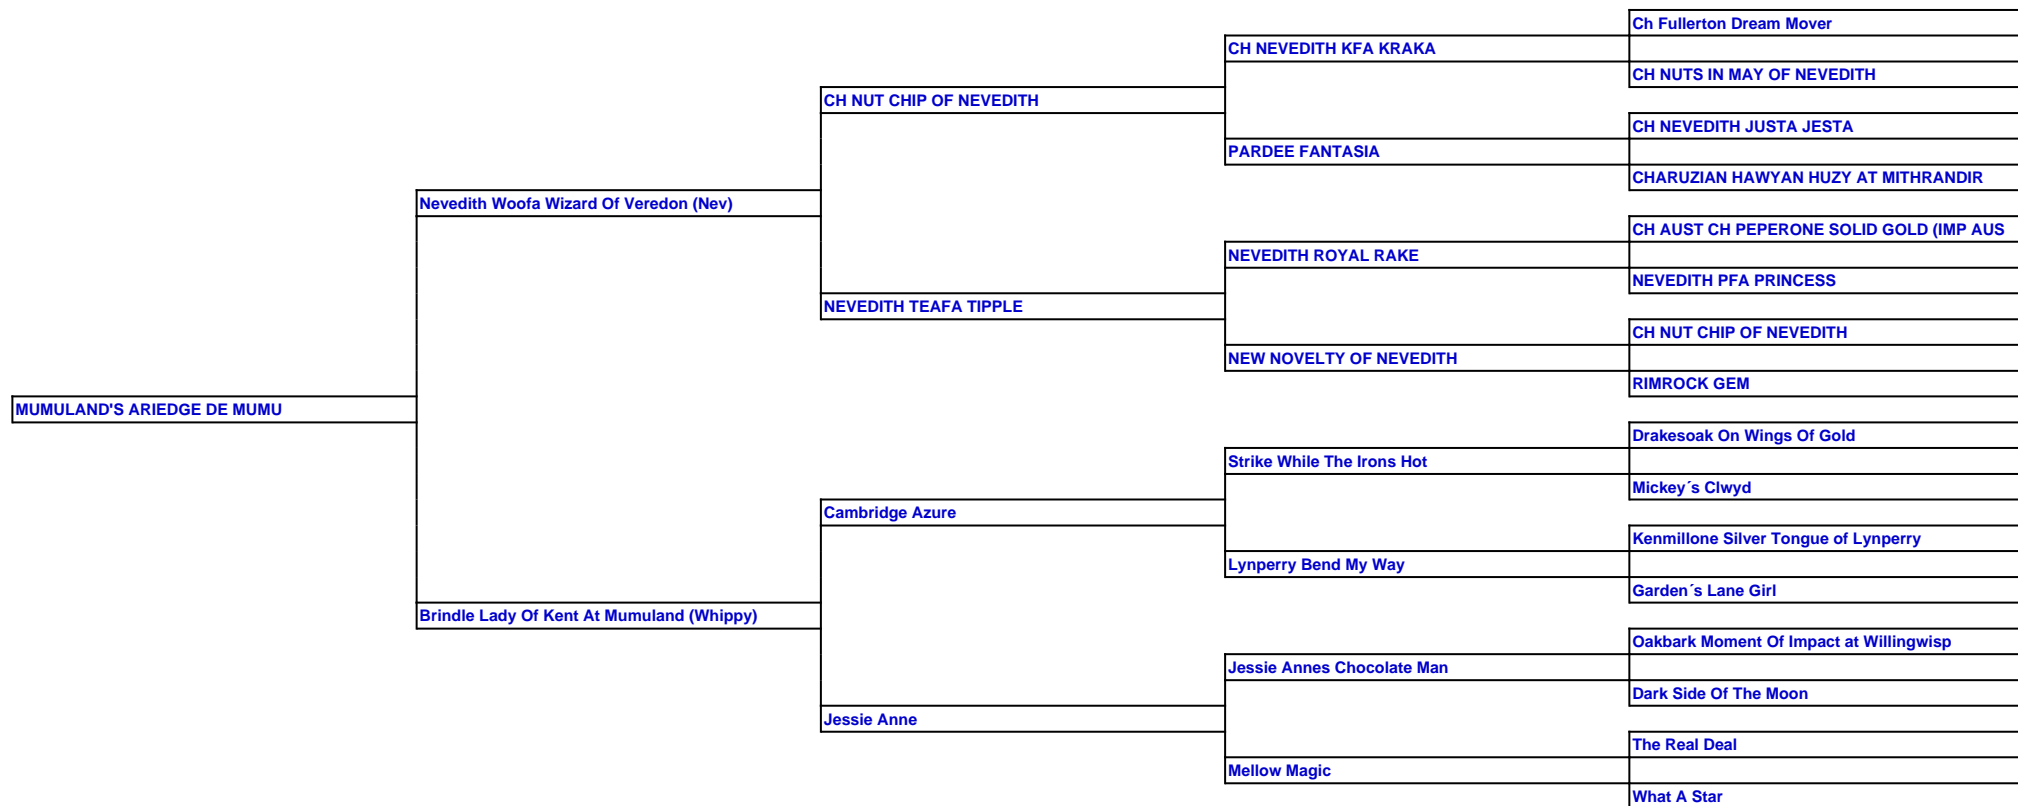 Ch Fullerton Dream Mover
CH NEVEDITH KFA KRAKA
CH NUTS IN MAY OF NEVEDITH
CH NUT CHIP OF NEVEDITH
CH NEVEDITH JUSTA JESTA
PARDEE FANTASIA
CHARUZIAN HAWYAN HUZY AT MITHRANDIR
Nevedith Woofa Wizard Of Veredon (Nev)
CH AUST CH PEPERONE SOLID GOLD (IMP AUS
NEVEDITH ROYAL RAKE
NEVEDITH PFA PRINCESS
NEVEDITH TEAFA TIPPLE
CH NUT CHIP OF NEVEDITH
NEW NOVELTY OF NEVEDITH
RIMROCK GEM
MUMULAND'S ARIEDGE DE MUMU
Drakesoak On Wings Of Gold
Strike While The Irons Hot
Mickey´s Clwyd
Cambridge Azure
Kenmillone Silver Tongue of Lynperry
Lynperry Bend My Way
Garden´s Lane Girl
Brindle Lady Of Kent At Mumuland (Whippy)
Oakbark Moment Of Impact at Willingwisp
Jessie Annes Chocolate Man
Dark Side Of The Moon
Jessie Anne
The Real Deal
Mellow Magic
What A Star